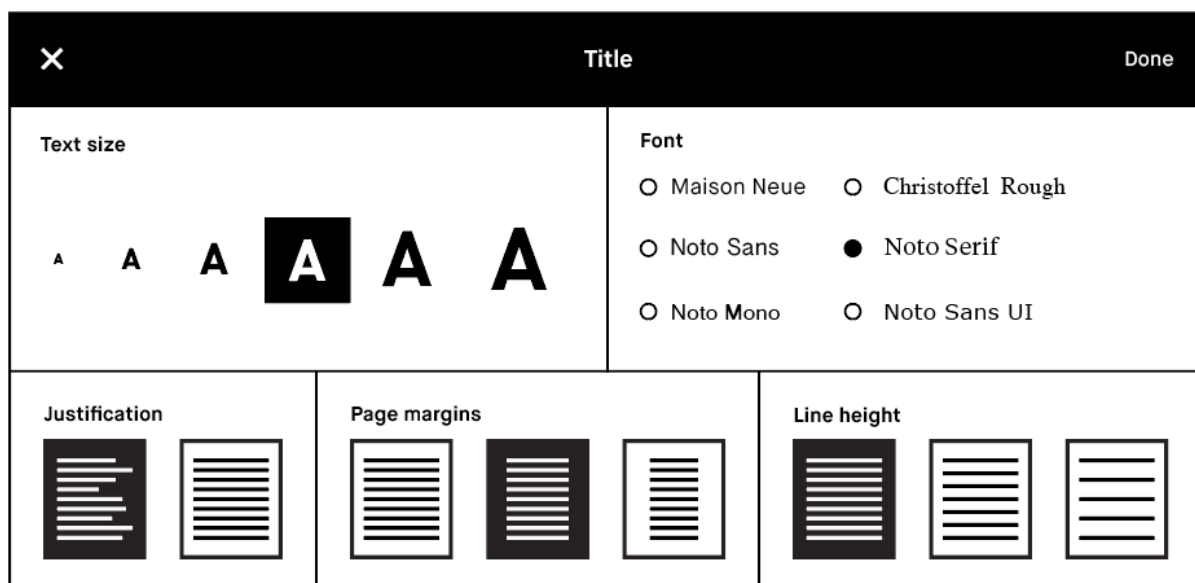 Title
Done
Text size
A A A A A A
Font
Maison Neue
Christoffel Rough
Noto Sans
Noto Serif
Noto Mono
Noto Sans UI
Justification
Page margins
Line height